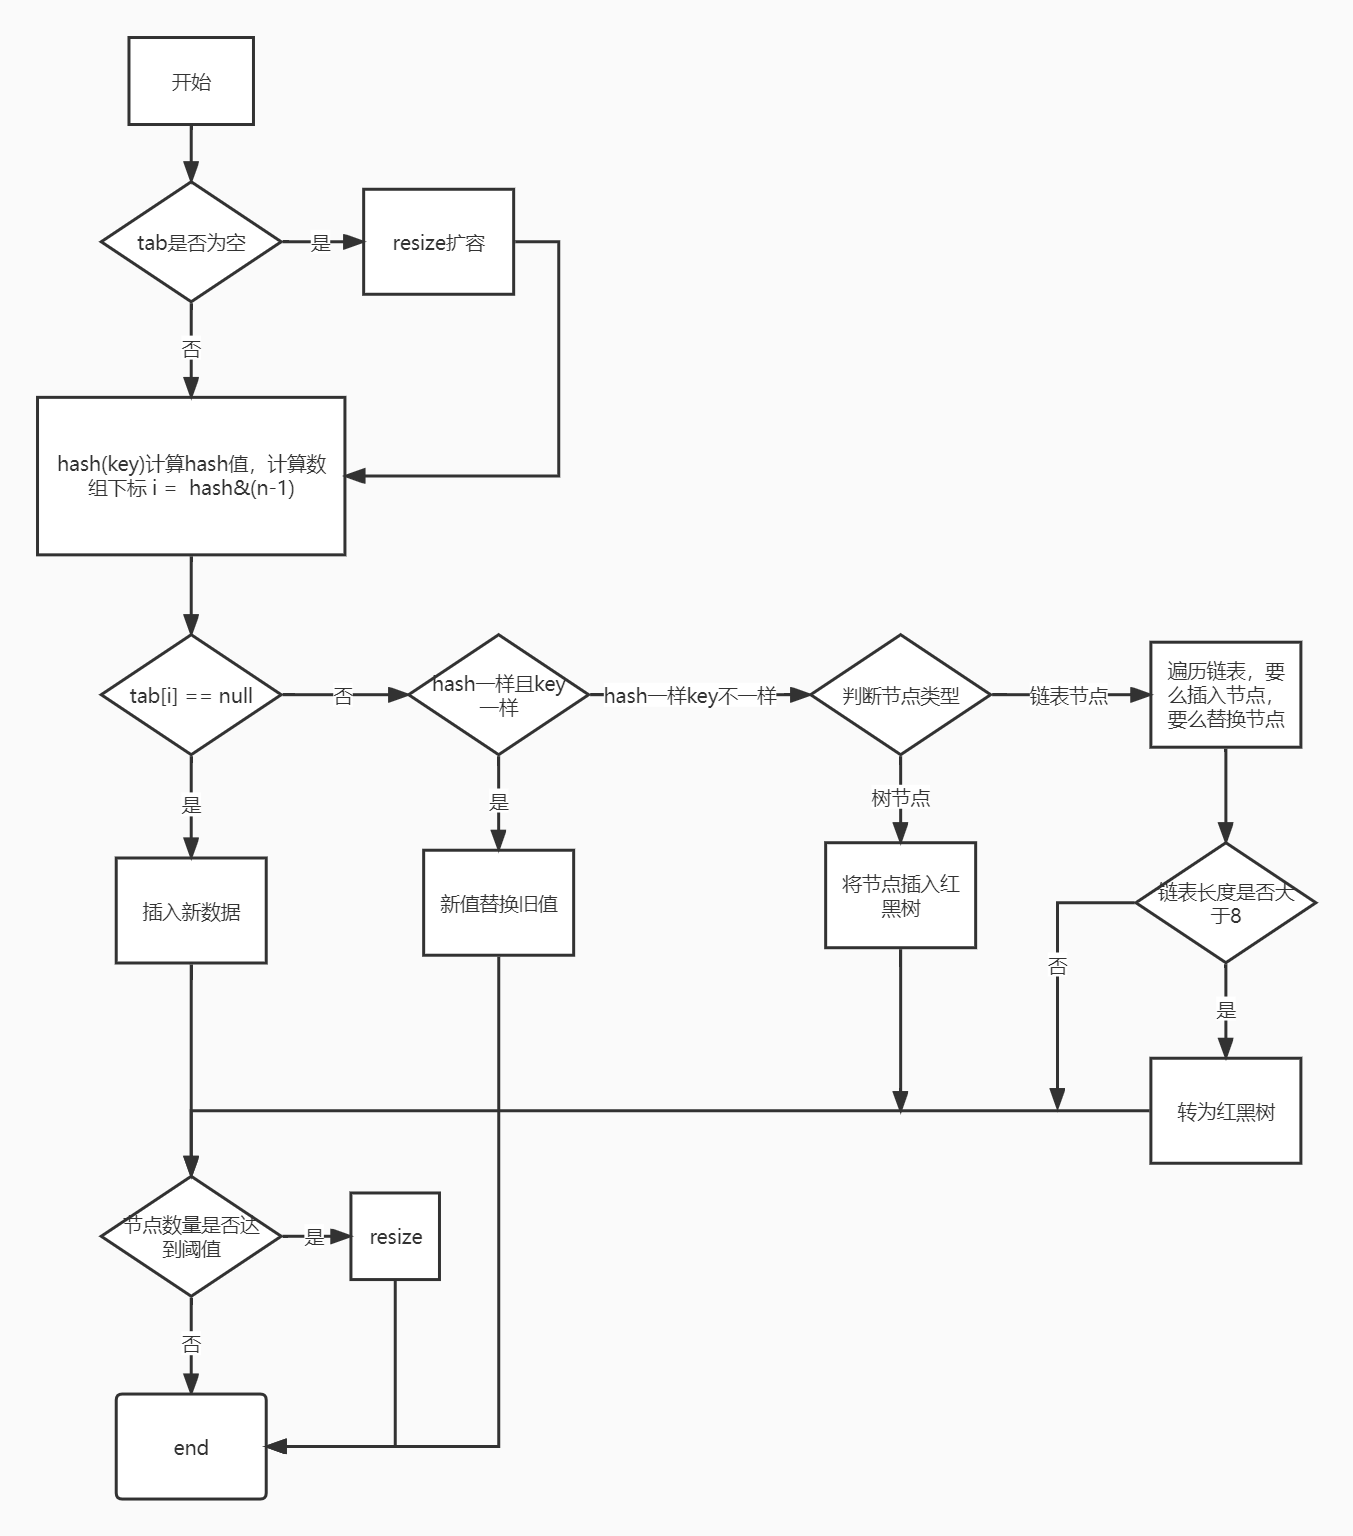 开始
tab是否为空
是
resize扩容
否
hash(key)计算hash值，计算数
组下标 i =  hash&(n-1)
tab[i] == null
否
hash一样且key
一样
hash一样key不一样
判断节点类型
链表节点
遍历链表，要
么插入节点，
要么替换节点
是
是
树节点
插入新数据
新值替换旧值
将节点插入红
黑树
链表长度是否大
于8
否
是
转为红黑树
节点数量是否达
到阈值
是
resize
否
end